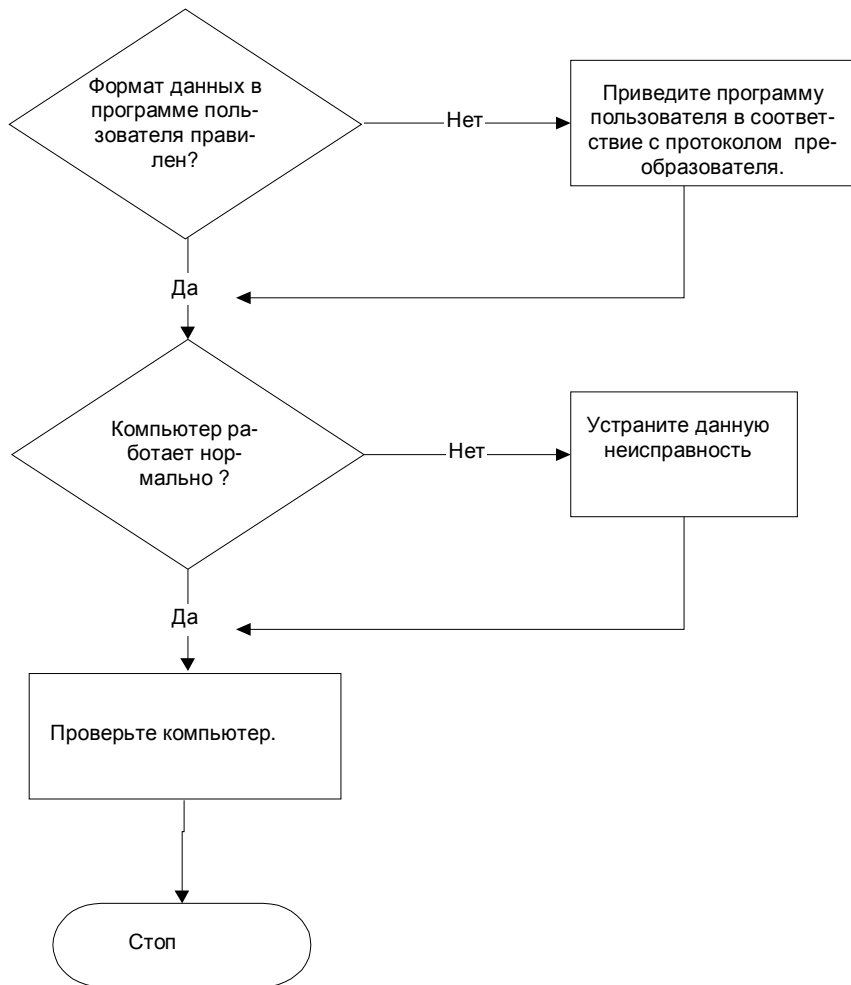 Формат данных в
программе поль-
зователя прави-
лен?
Нет
Приведите программу
пользователя в соответ-
ствие с протоколом пре-
образователя.
Да
Компьютер ра-
ботает нор-
мально ?
Нет
Устраните данную
неисправность
Да
Проверьте компьютер.
Стоп